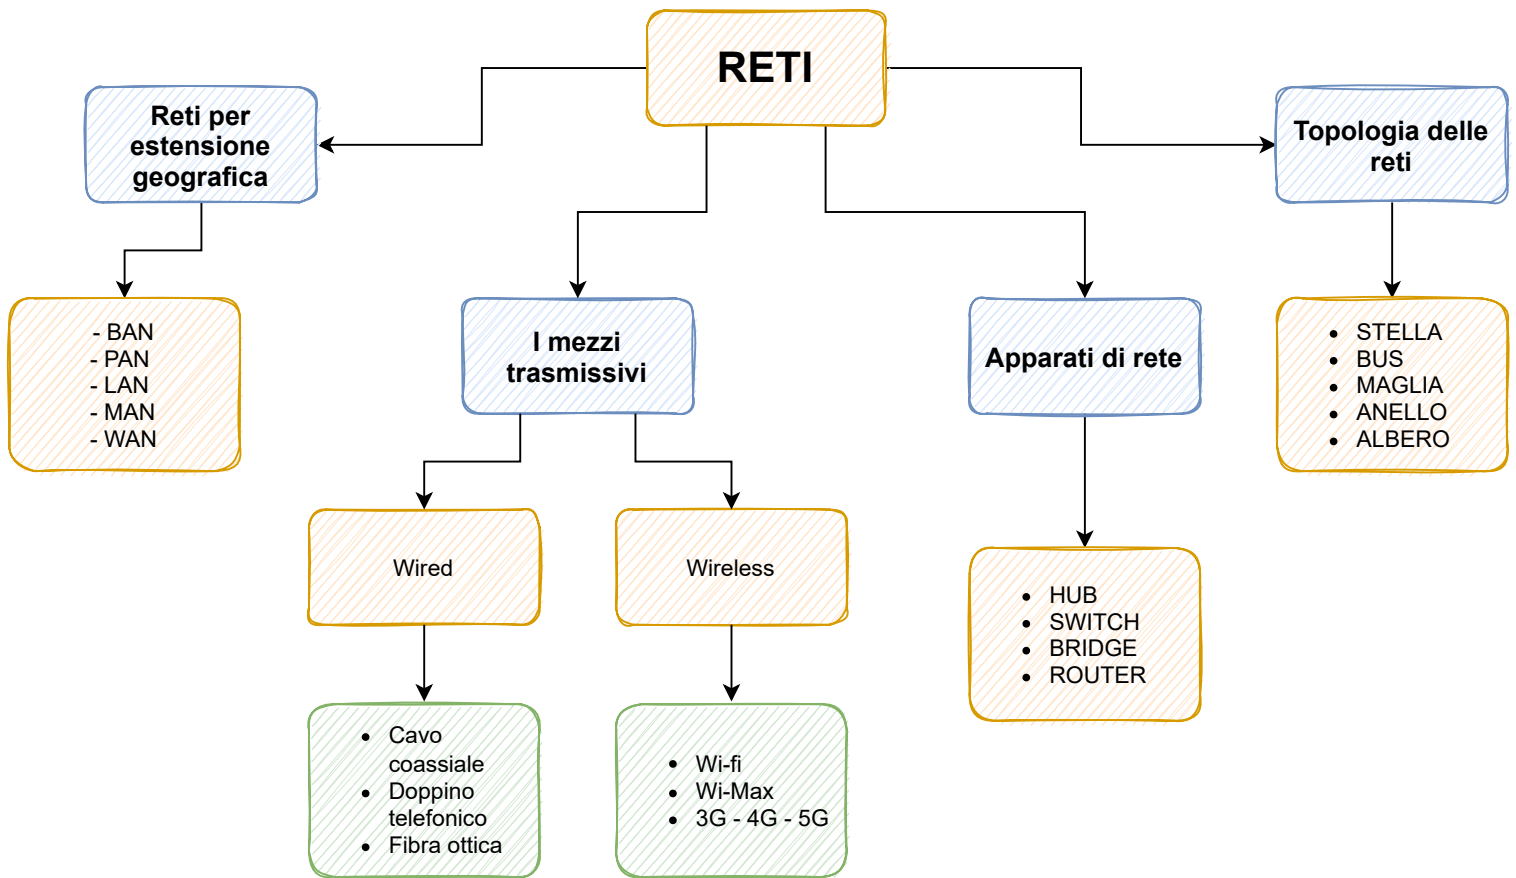 RETI
Reti per
estensione
geografica
Topologia delle
reti
- BAN
- PAN
- LAN
- MAN
- WAN
I mezzi
trasmissivi
Apparati di rete
• STELLA
• BUS
• MAGLIA
• ANELLO
• ALBERO
Wired
Wireless
• HUB
• SWITCH
• BRIDGE
• ROUTER
• Cavo
coassiale
• Doppino
telefonico
• Fibra ottica
• Wi-fi
• Wi-Max
• 3G - 4G - 5G